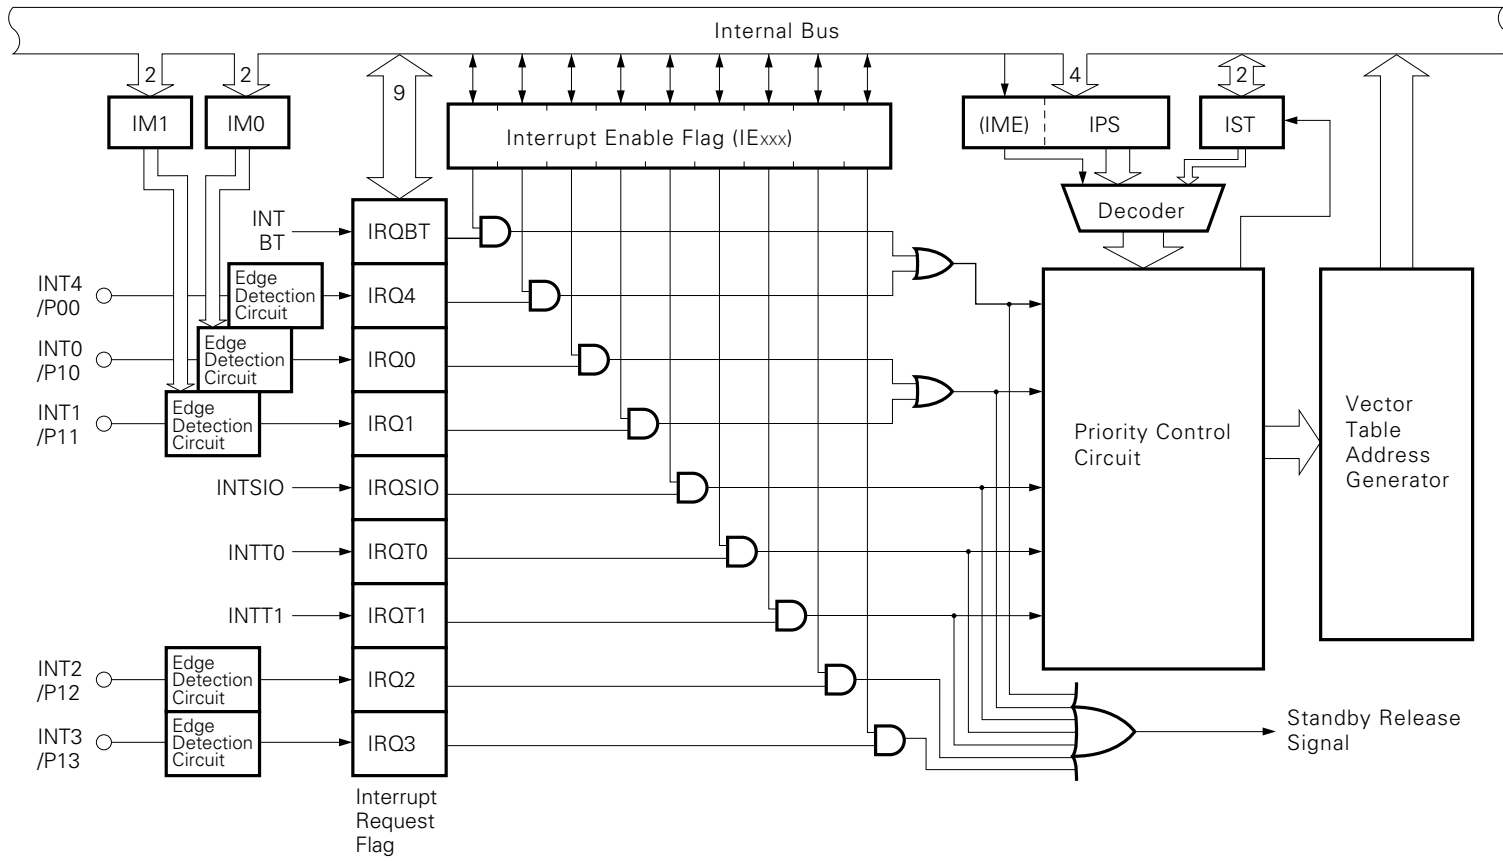 Internal Bus
2
2
9
4
2
IM1
IM0
Interrupt Enable Flag (IExxx)
(IME)
IPS
IST
Decoder
INT
BT
IRQBT
INT4
/P00
Edge
Detection
Circuit
IRQ4
INT0
/P10
Edge
Detection
Circuit
IRQ0
INT1
/P11
Edge
Detection
Circuit
IRQ1
INTSIO
IRQSIO
INTT0
IRQT0
INTT1
IRQT1
INT2
/P12
Edge
Detection
Circuit
IRQ2
INT3
/P13
Edge
Detection
Circuit
IRQ3
Interrupt
Request
Flag
Priority Control
Circuit
Vector
Table
Address
Generator
Standby Release
Signal